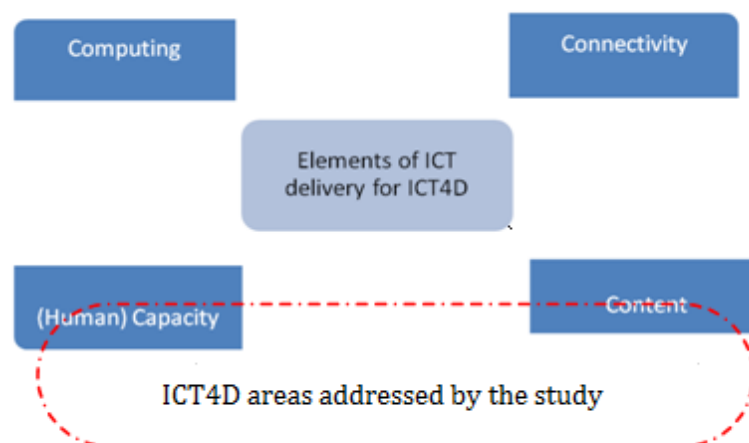 Computing
Connectivity
Elements of ICT
delivery for ICT4D
(Human) Capacity
Content
ICT4D areas addressed by the study